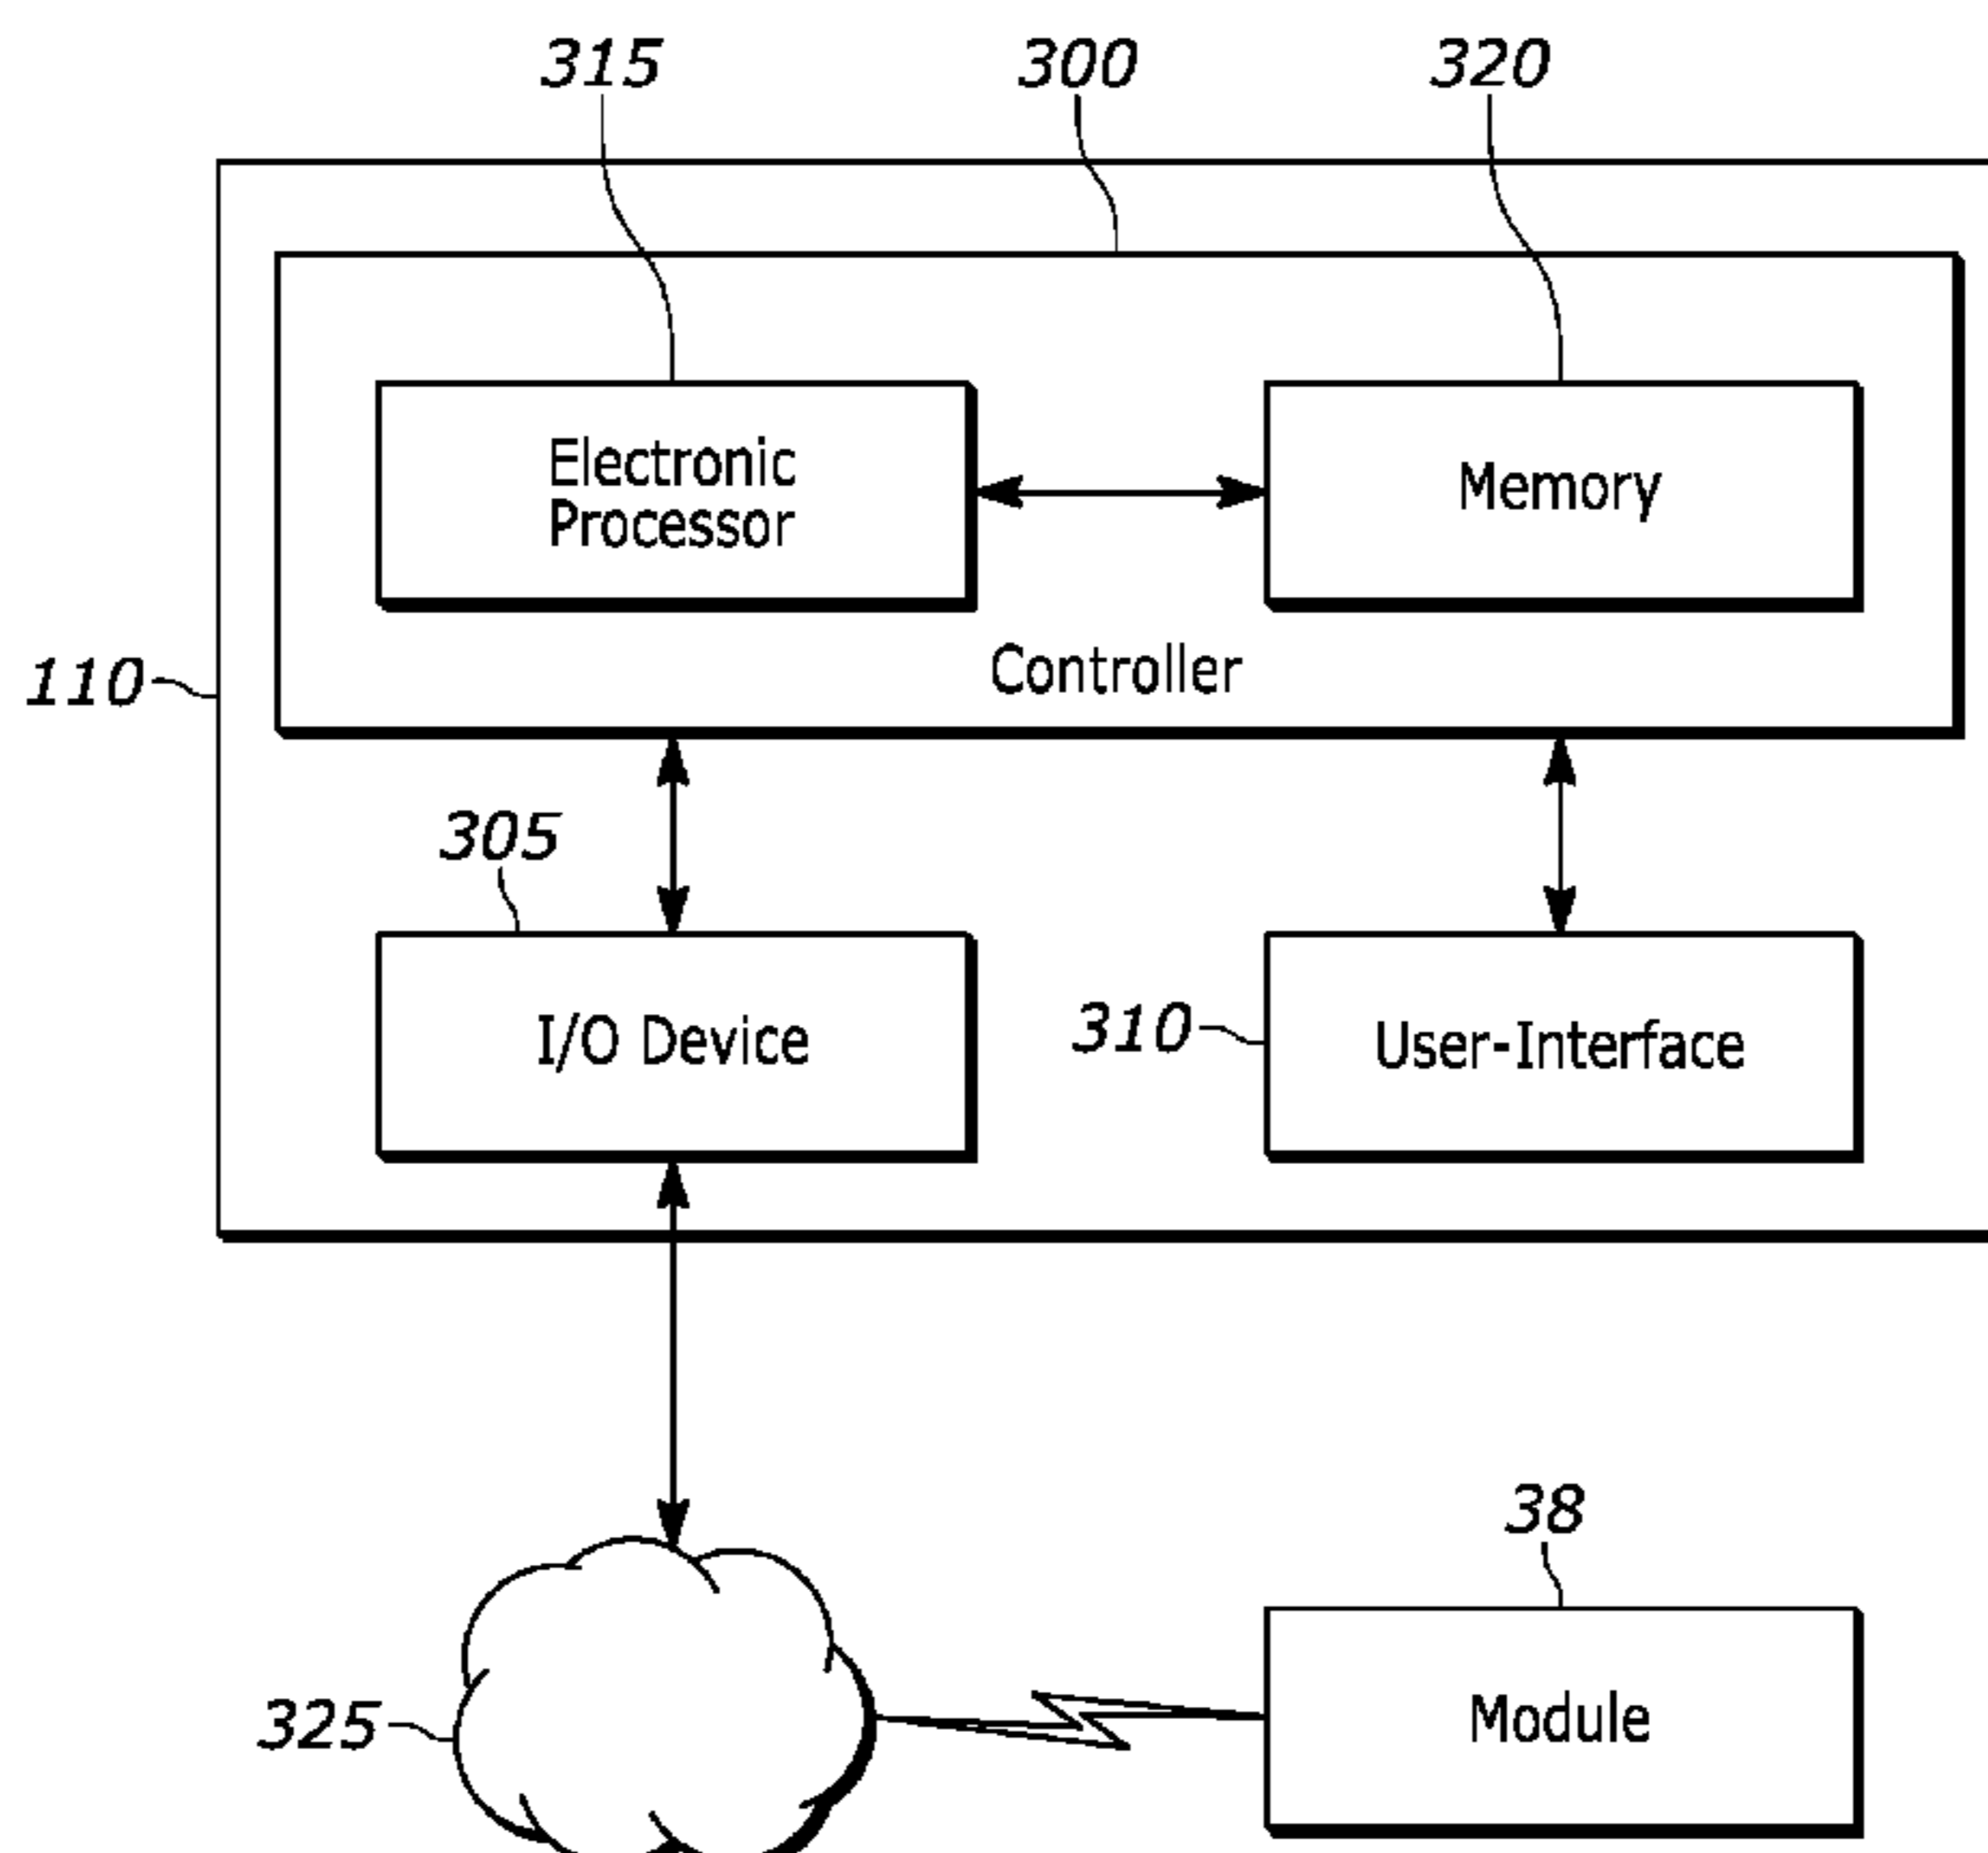 315
300
320
Electronic
Processor
Memory
Controller
110
305
I/O Device
310
User-Interface
38
325
Module